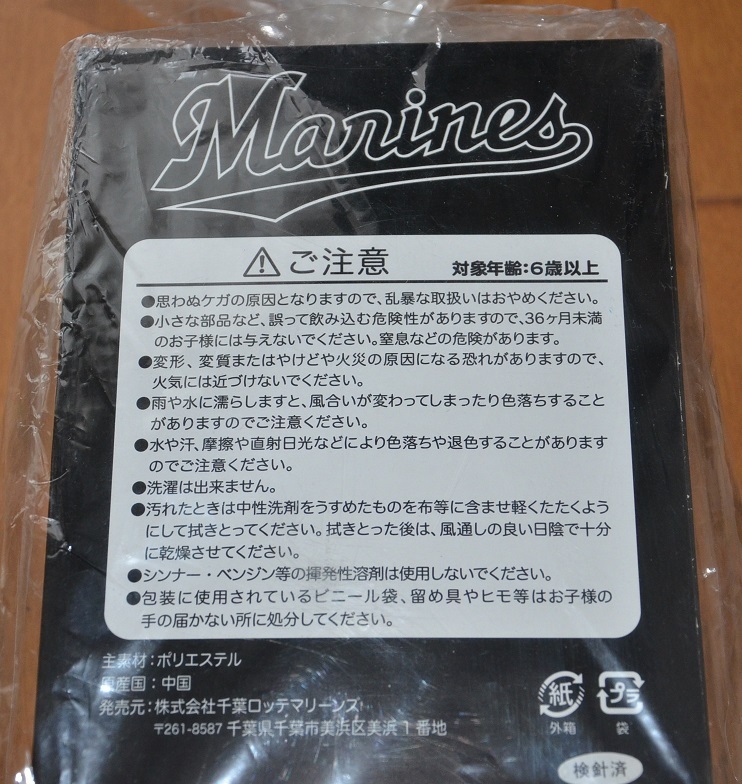 Marines
ご注意 対象年齢:6歳以上
●思わぬケガの原因となりますので、乱暴な取扱いはおやめください。
●小さな部品など、誤って飲み込む危険性がありますので、36ヶ月未満
のお子様には与えないでください。窒息などの危険があります。
●変形、変質またはやけどや火災の原因になる恐れがありますので、
火気には近づけないでください。
●雨や水に濡らしますと、風合いが変わってしまったり色落ちすること
がありますのでご注意ください。
●水や汗、摩擦や直射日光などにより色落ちや退色することがあります
のでご注意ください。
●洗濯は出来ません。
●汚れたときは中性洗剤をうすめたものを布等に含ませ軽くたたくよう
にして拭きとってください。拭きとった後は、風通しの良い日陰で十分
に乾燥させてください。
●シンナー・ベンジン等の揮発性溶剤は使用しないでください。
●包装に使用されているビニール袋、留め具やヒモ等はお子様の
手の届かない所に処分してください。
主素材:ポリエステル
原産国:中国
発売元:株式会社千葉ロッテマリーンズ
〒261-8587 千葉県千葉市美浜区美浜1番地
紙 プラ
外箱 袋
検針済